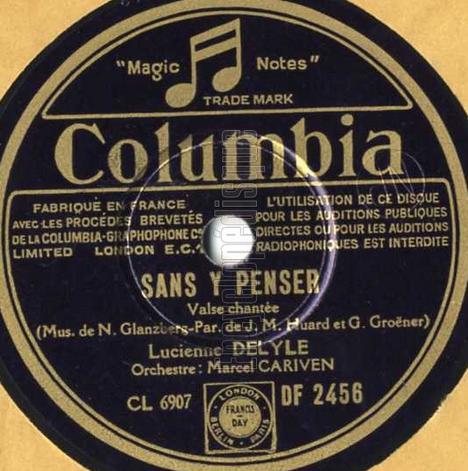 "Magic Notes"
TRADE MARK
Columbia
FABRIQUÉ EN FRANCE
AVEC LES PROCÉDÉS BREVETÉS
DE LA COLUMBIA-GRAPHOPHONE Co
LIMITED LONDON E.C.
L'UTILISATION DE CE DISQUE
POUR LES AUDITIONS PUBLIQUES
DIRECTES OU POUR LES AUDITIONS
RADIOPHONIQUES EST INTERDITE
SANS Y PENSER
Valse chantée
(Mus. de N. Glanzberg-Par. de J. M. Huard et G. Groëner)
Lucienne DELYLE
Orchestre: Marcel CARIVEN
CL 6907
LONDON
FRANCIS
DAY
BERLIN
PARIS
DF 2456